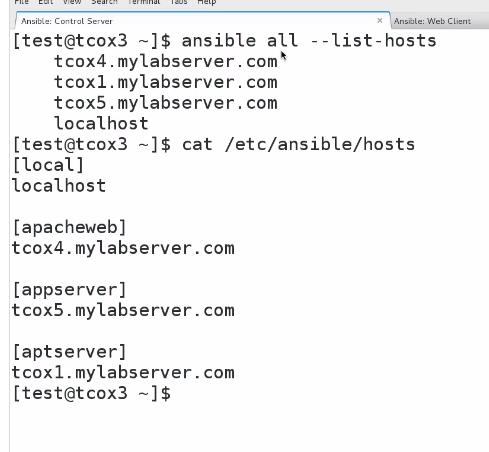 File Edit View Search Terminal Tabs Help
Ansible: Control Server × Ansible: Web Client
[test@tcox3 ~]$ ansible all --list-hosts
tcox4.mylabserver.com
tcox1.mylabserver.com
tcox5.mylabserver.com
localhost
[test@tcox3 ~]$ cat /etc/ansible/hosts
[local]
localhost
[apacheweb]
tcox4.mylabserver.com
[appserver]
tcox5.mylabserver.com
[aptserver]
tcox1.mylabserver.com
[test@tcox3 ~]$